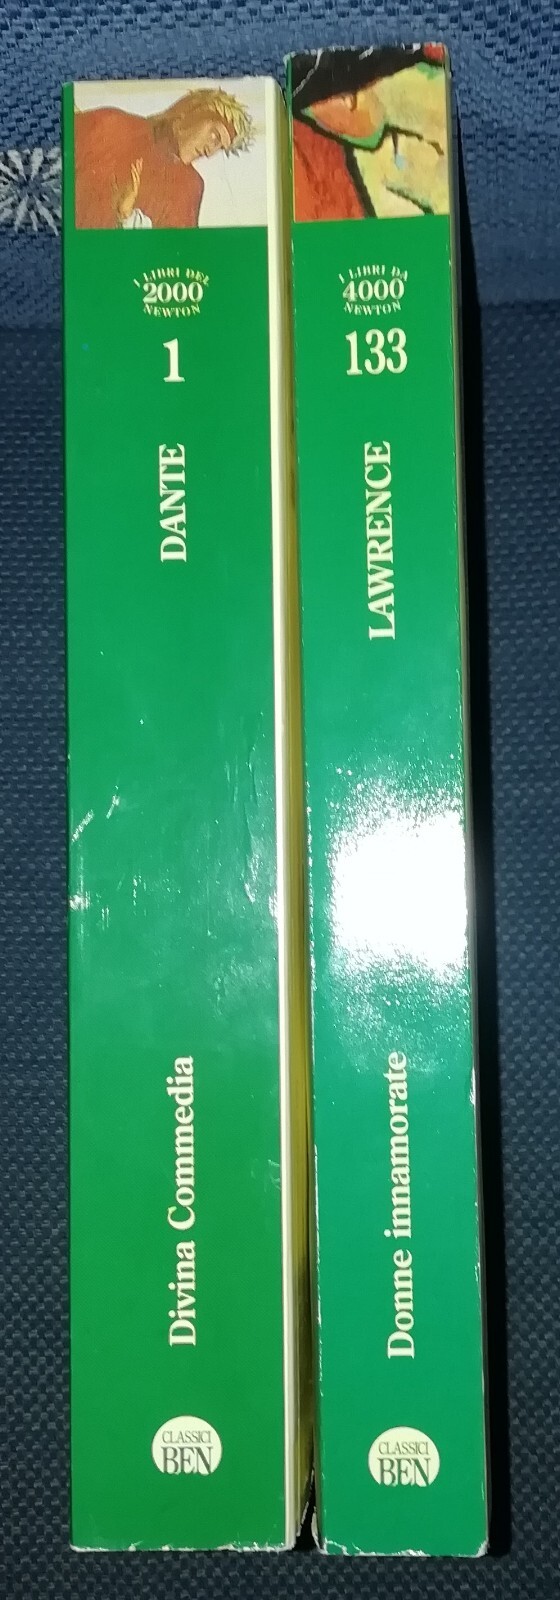 I LIBRI DEL
2000
NEWTON
1
DANTE
Divina Commedia
CLASSICI
BEN
I LIBRI DA
4000
NEWTON
133
LAWRENCE
Donne innamorate
CLASSICI
BEN